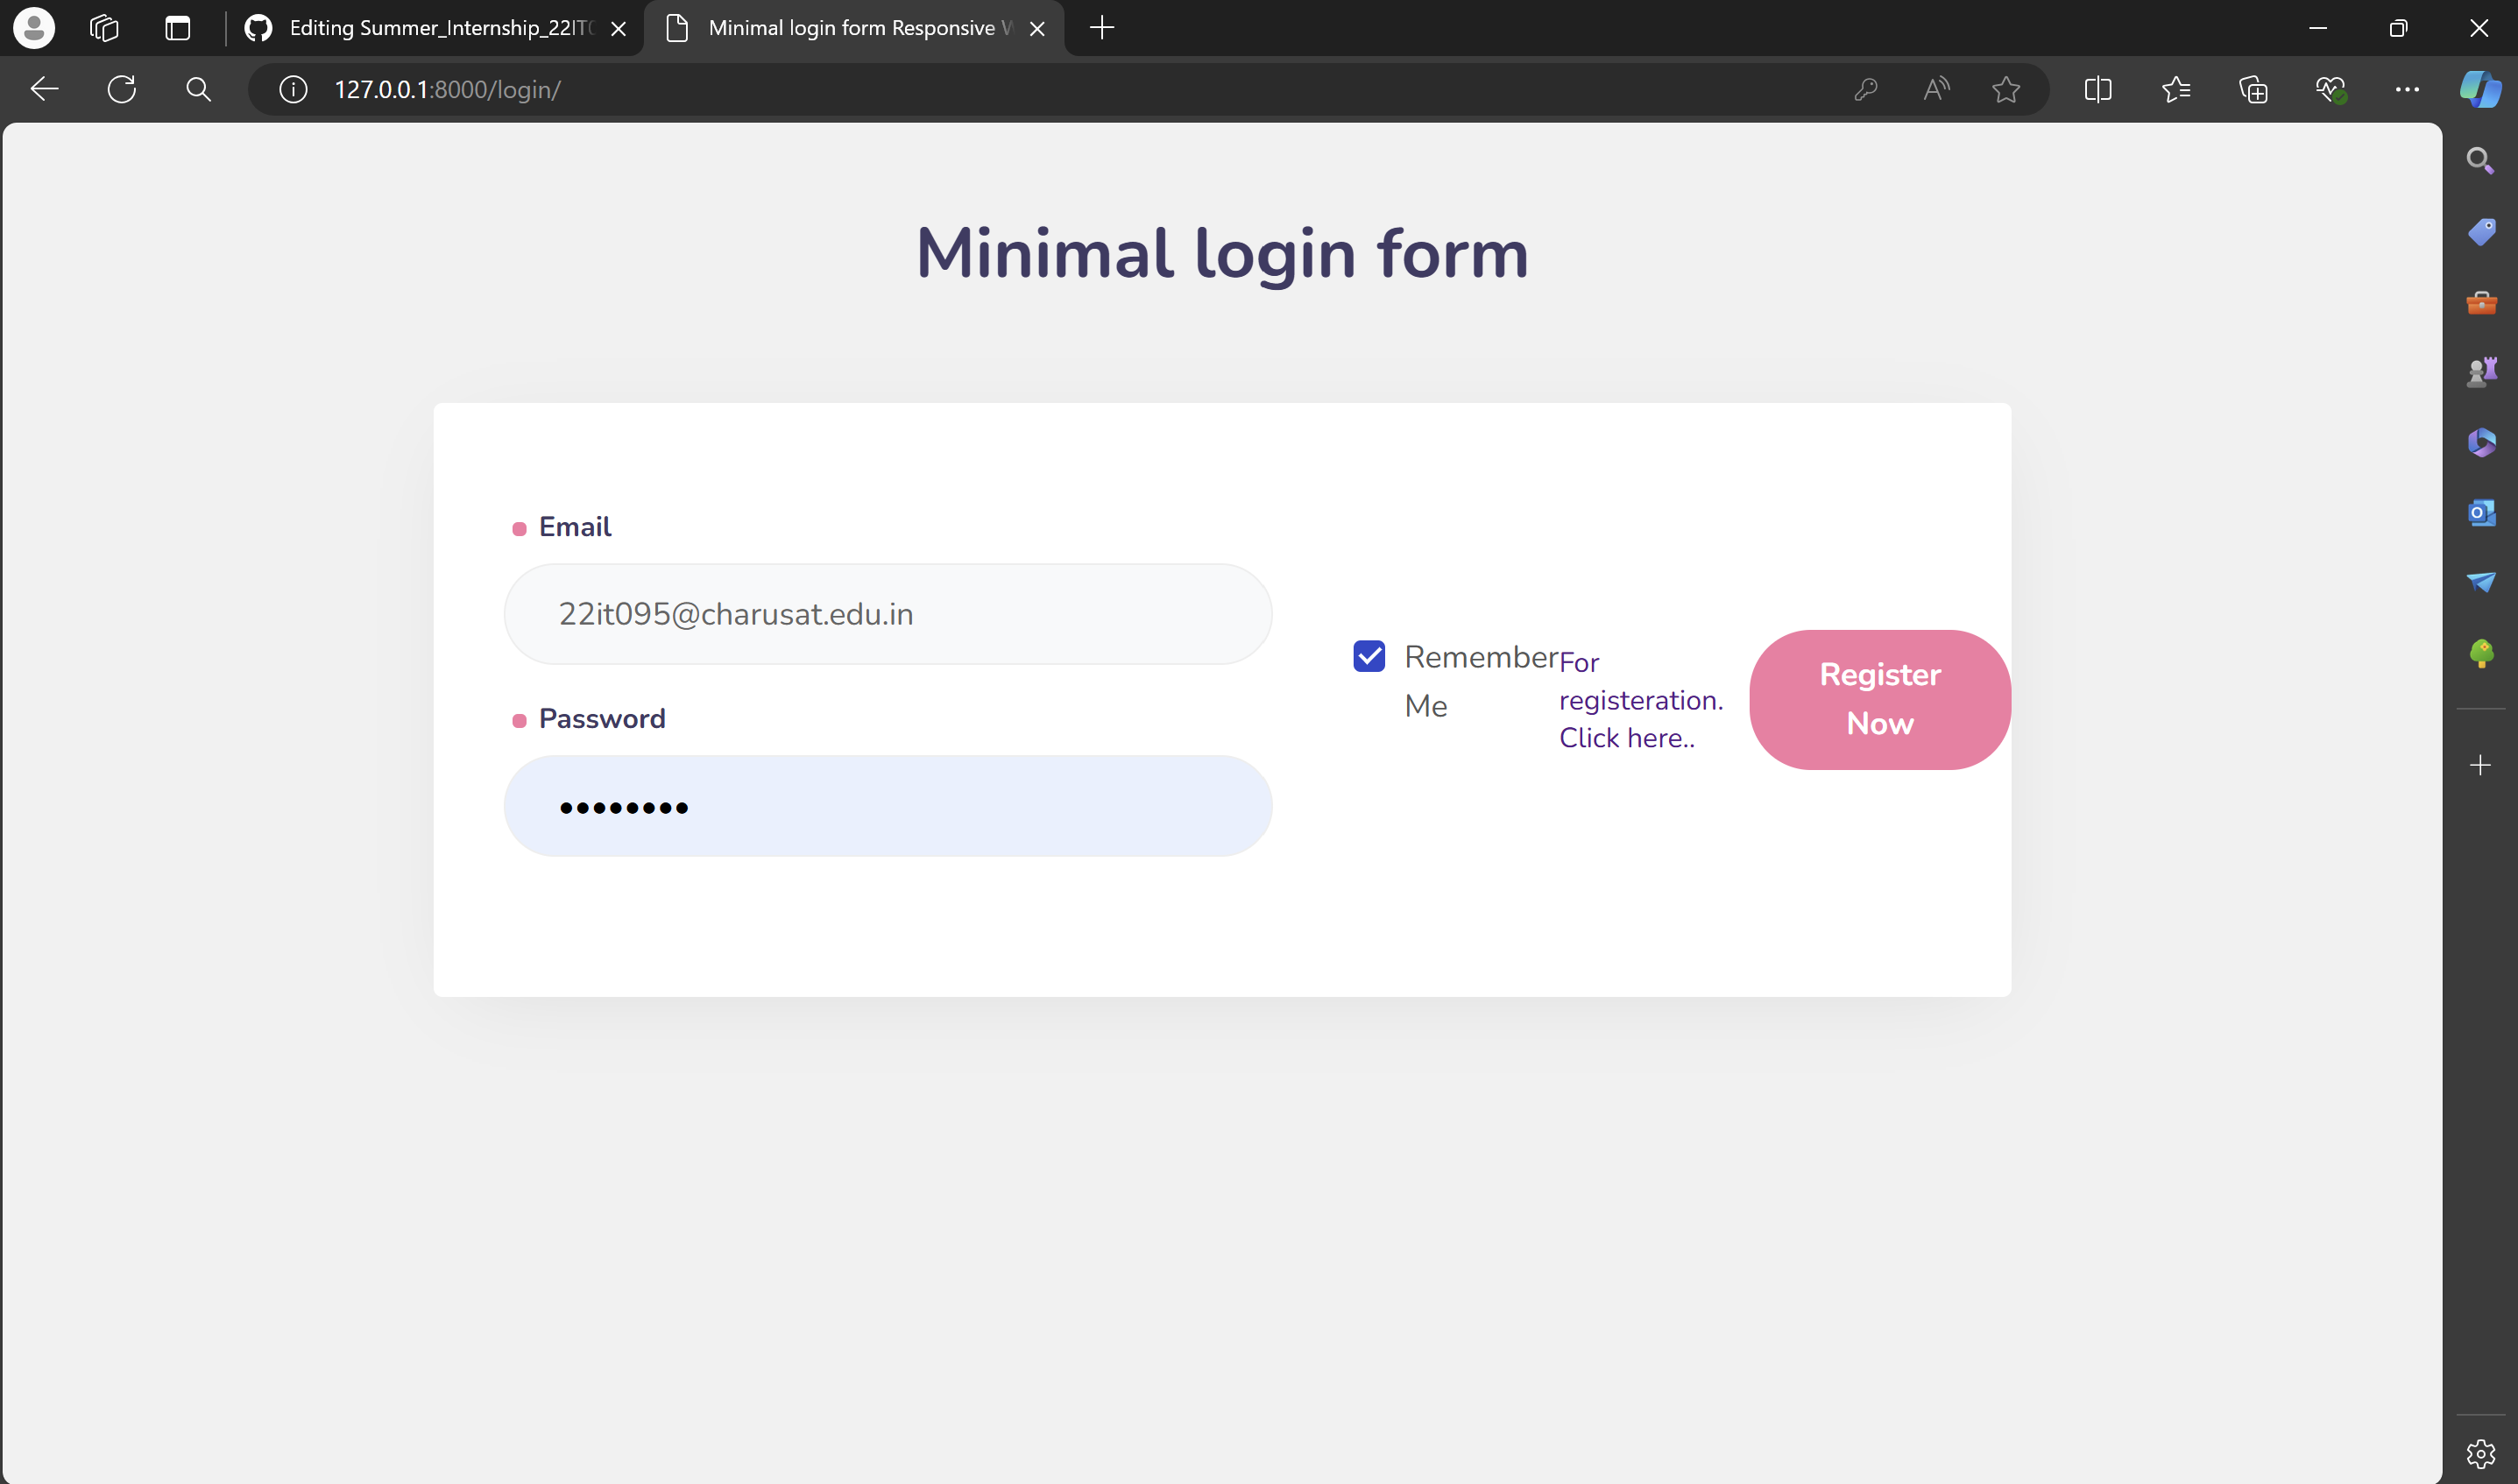 Editing Summer_Internship_22IT
Minimal login form Responsive
127.0.0.1:8000/login/
Minimal login form
Email
22it095@charusat.edu.in
Password
Remember
Me
For
registeration.
Click here..
Register
Now